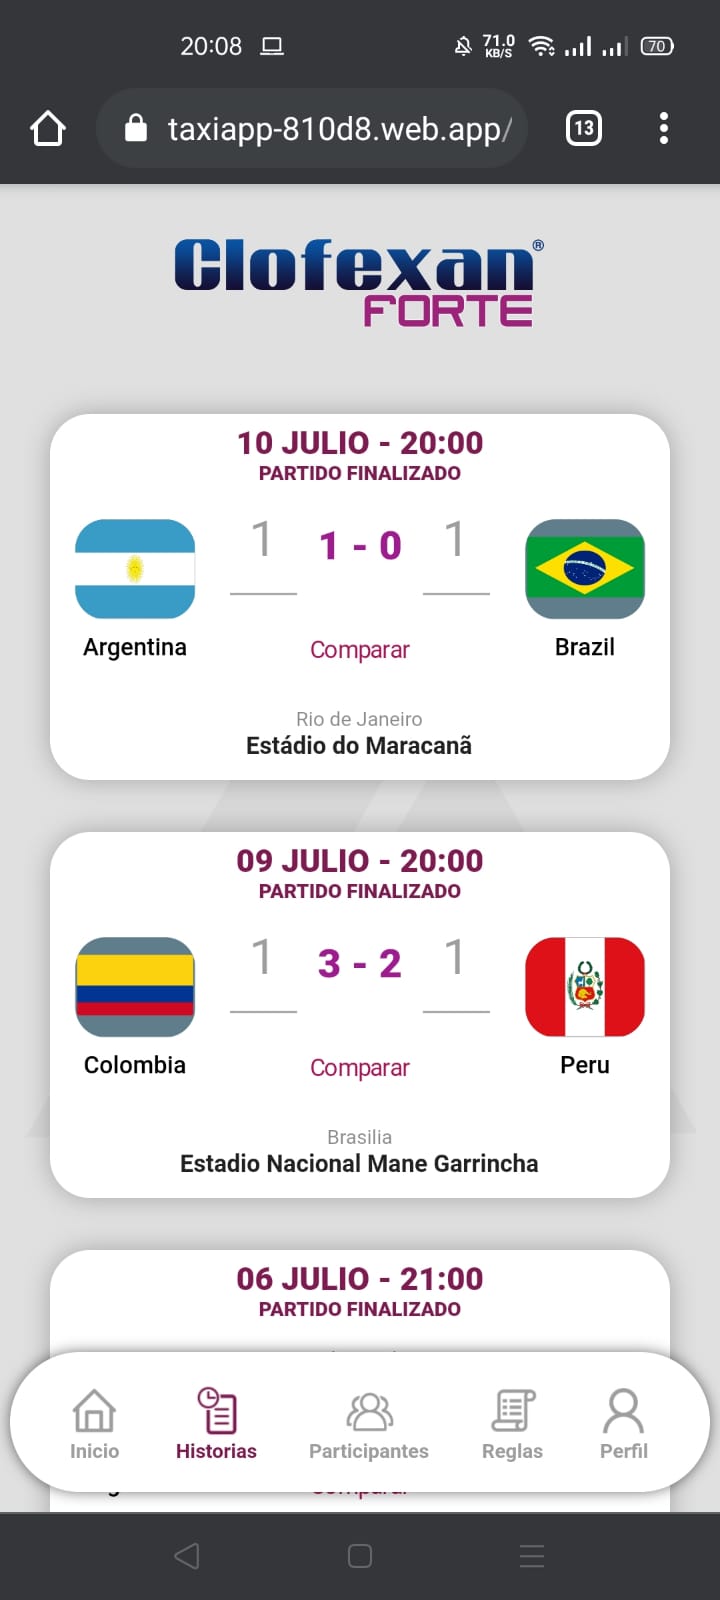 20:08
71.0
KB/S
70
taxiapp-810d8.web.app/
13
Clofexan®
FORTE
10 JULIO - 20:00
PARTIDO FINALIZADO
1 1 - 0 1
Argentina
Brazil
Comparar
Rio de Janeiro
Estádio do Maracanã
09 JULIO - 20:00
PARTIDO FINALIZADO
1 3 - 2 1
Colombia
Peru
Comparar
Brasilia
Estadio Nacional Mane Garrincha
06 JULIO - 21:00
PARTIDO FINALIZADO
Inicio
Historias
Participantes
Reglas
Perfil